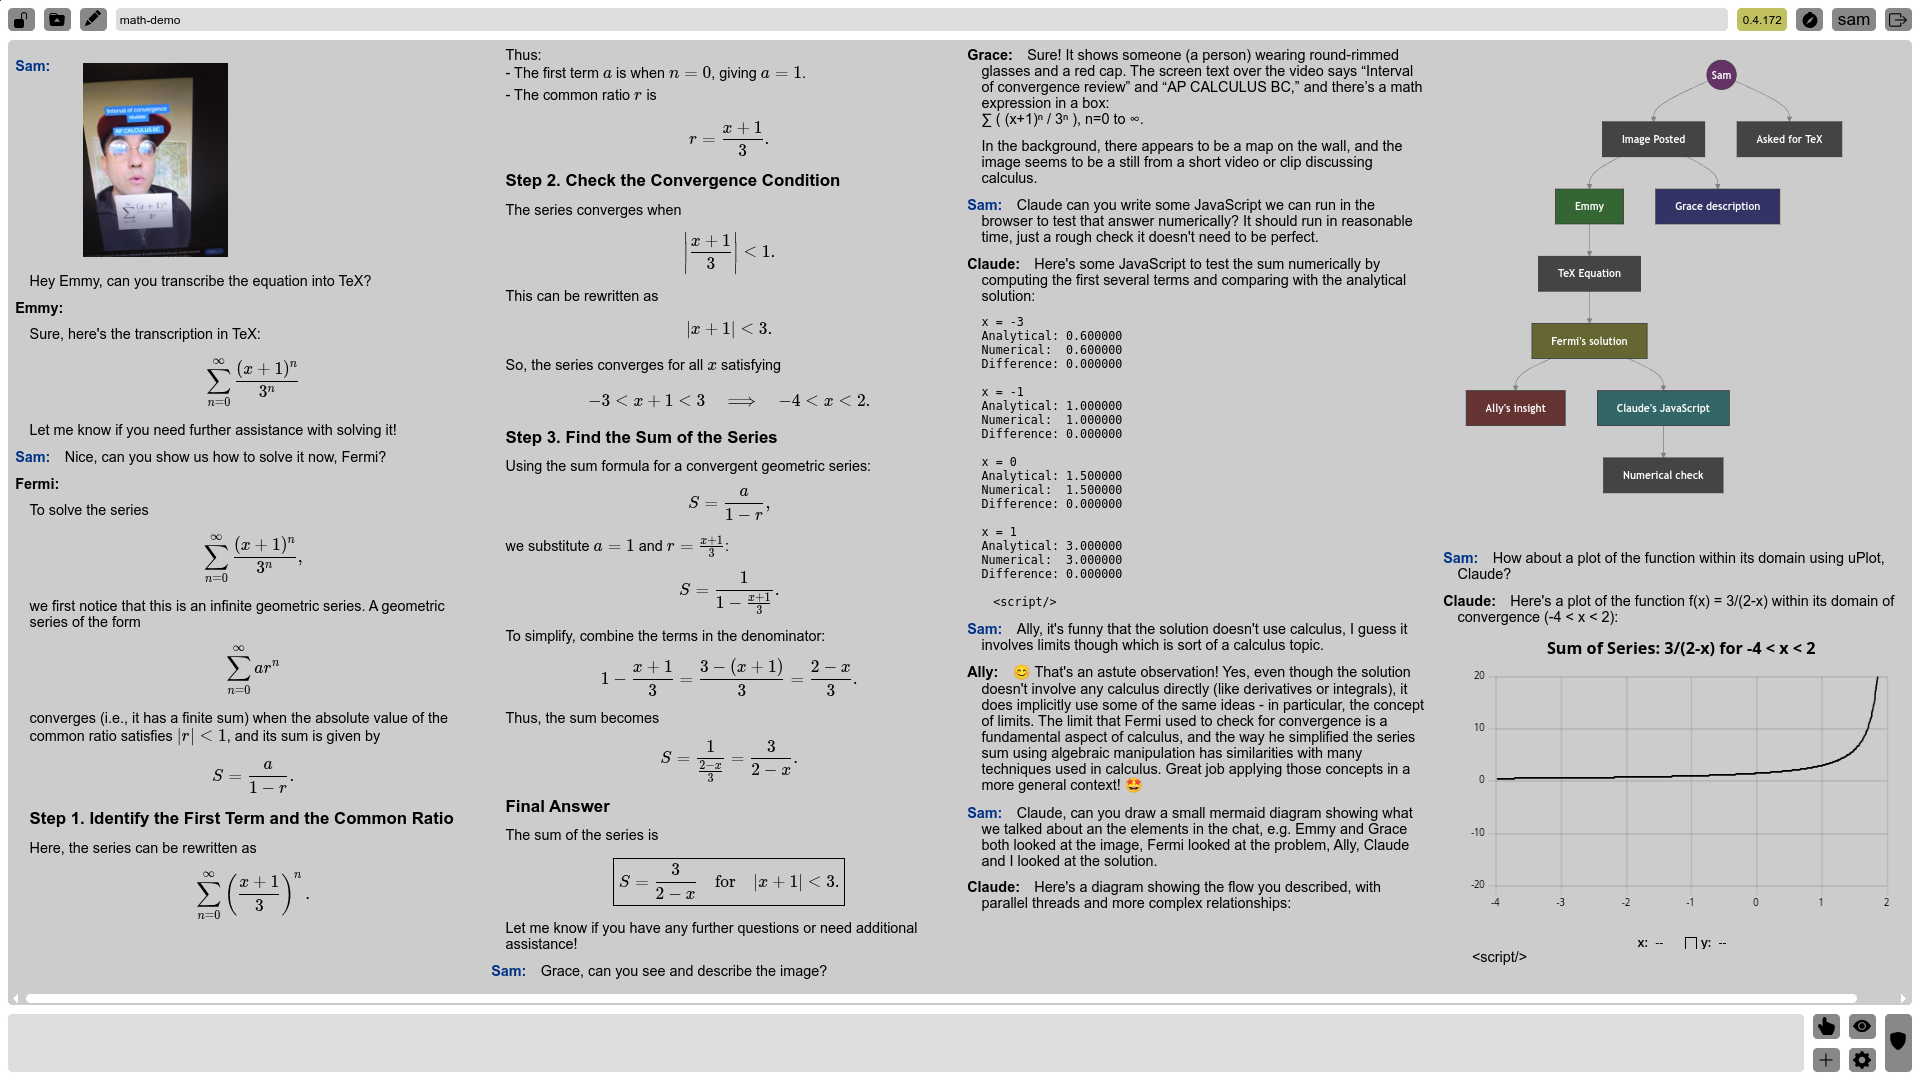 math-demo
0.4.172
sam
Sam:
Interval of convergence
review
AP CALCULUS BC
Hey Emmy, can you transcribe the equation into TeX?
Emmy:
Sure, here's the transcription in TeX:
∑_{n=0}^{∞} (x + 1)^n / 3^n
Let me know if you need further assistance with solving it!
Sam: Nice, can you show us how to solve it now, Fermi?
Fermi:
To solve the series
∑_{n=0}^{∞} (x + 1)^n / 3^n,
we first notice that this is an infinite geometric series. A geometric
series of the form
∑_{n=0}^{∞} ar^n
converges (i.e., it has a finite sum) when the absolute value of the
common ratio satisfies |r| < 1, and its sum is given by
S = a / (1 − r).
Step 1. Identify the First Term and the Common Ratio
Here, the series can be rewritten as
∑_{n=0}^{∞} ((x + 1) / 3)^n.
Thus:
- The first term a is when n = 0, giving a = 1.
- The common ratio r is
r = (x + 1) / 3.
Step 2. Check the Convergence Condition
The series converges when
|(x + 1) / 3| < 1.
This can be rewritten as
|x + 1| < 3.
So, the series converges for all x satisfying
−3 < x + 1 < 3 ⟹ −4 < x < 2.
Step 3. Find the Sum of the Series
Using the sum formula for a convergent geometric series:
S = a / (1 − r),
we substitute a = 1 and r = (x+1)/3:
S = 1 / (1 − (x+1)/3).
To simplify, combine the terms in the denominator:
1 − (x + 1)/3 = (3 − (x + 1))/3 = (2 − x)/3.
Thus, the sum becomes
S = 1 / ((2−x)/3) = 3 / (2 − x).
Final Answer
The sum of the series is
S = 3 / (2 − x) for |x + 1| < 3.
Let me know if you have any further questions or need additional
assistance!
Sam: Grace, can you see and describe the image?
Grace: Sure! It shows someone (a person) wearing round-rimmed
glasses and a red cap. The screen text over the video says “Interval
of convergence review” and “AP CALCULUS BC,” and there’s a math
expression in a box:
∑ ( (x+1)ⁿ / 3ⁿ ), n=0 to ∞.
In the background, there appears to be a map on the wall, and the
image seems to be a still from a short video or clip discussing
calculus.
Sam: Claude can you write some JavaScript we can run in the
browser to test that answer numerically? It should run in reasonable
time, just a rough check it doesn't need to be perfect.
Claude: Here's some JavaScript to test the sum numerically by
computing the first several terms and comparing with the analytical
solution:
x = -3
Analytical: 0.600000
Numerical: 0.600000
Difference: 0.000000
x = -1
Analytical: 1.000000
Numerical: 1.000000
Difference: 0.000000
x = 0
Analytical: 1.500000
Numerical: 1.500000
Difference: 0.000000
x = 1
Analytical: 3.000000
Numerical: 3.000000
Difference: 0.000000
<script/>
Sam: Ally, it's funny that the solution doesn't use calculus, I guess it
involves limits though which is sort of a calculus topic.
Ally: 😊 That's an astute observation! Yes, even though the solution
doesn't involve any calculus directly (like derivatives or integrals), it
does implicitly use some of the same ideas - in particular, the concept
of limits. The limit that Fermi used to check for convergence is a
fundamental aspect of calculus, and the way he simplified the series
sum using algebraic manipulation has similarities with many
techniques used in calculus. Great job applying those concepts in a
more general context! 🤩
Sam: Claude, can you draw a small mermaid diagram showing what
we talked about an the elements in the chat, e.g. Emmy and Grace
both looked at the image, Fermi looked at the problem, Ally, Claude
and I looked at the solution.
Claude: Here's a diagram showing the flow you described, with
parallel threads and more complex relationships:
Sam
Image Posted
Asked for TeX
Emmy
Grace description
TeX Equation
Fermi's solution
Ally's insight
Claude's JavaScript
Numerical check
Sam: How about a plot of the function within its domain using uPlot,
Claude?
Claude: Here's a plot of the function f(x) = 3/(2-x) within its domain of
convergence (-4 < x < 2):
Sum of Series: 3/(2-x) for -4 < x < 2
20
10
0
-10
-20
-4 -3 -2 -1 0 1 2
x: -- y: --
<script/>